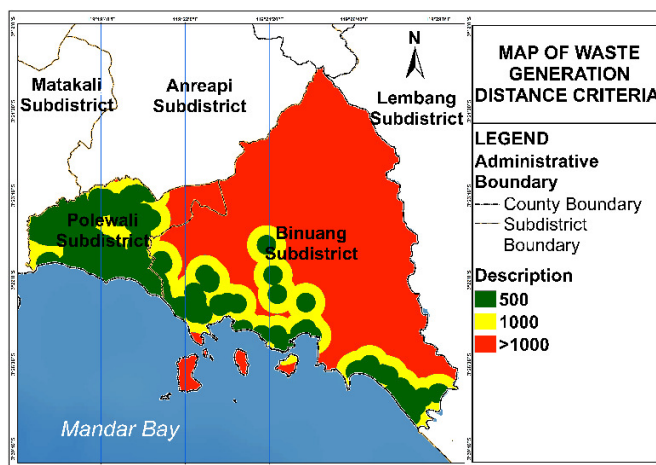 N
Matakali
Subdistrict
Anreapi
Subdistrict
Lembang
Subdistrict
Polewali
Subdistrict
Binuang
Subdistrict
Mandar Bay
MAP OF WASTE
GENERATION
DISTANCE CRITERIA
LEGEND
Administrative
Boundary
County Boundary
Subdistrict
Boundary
Description
500
1000
>1000